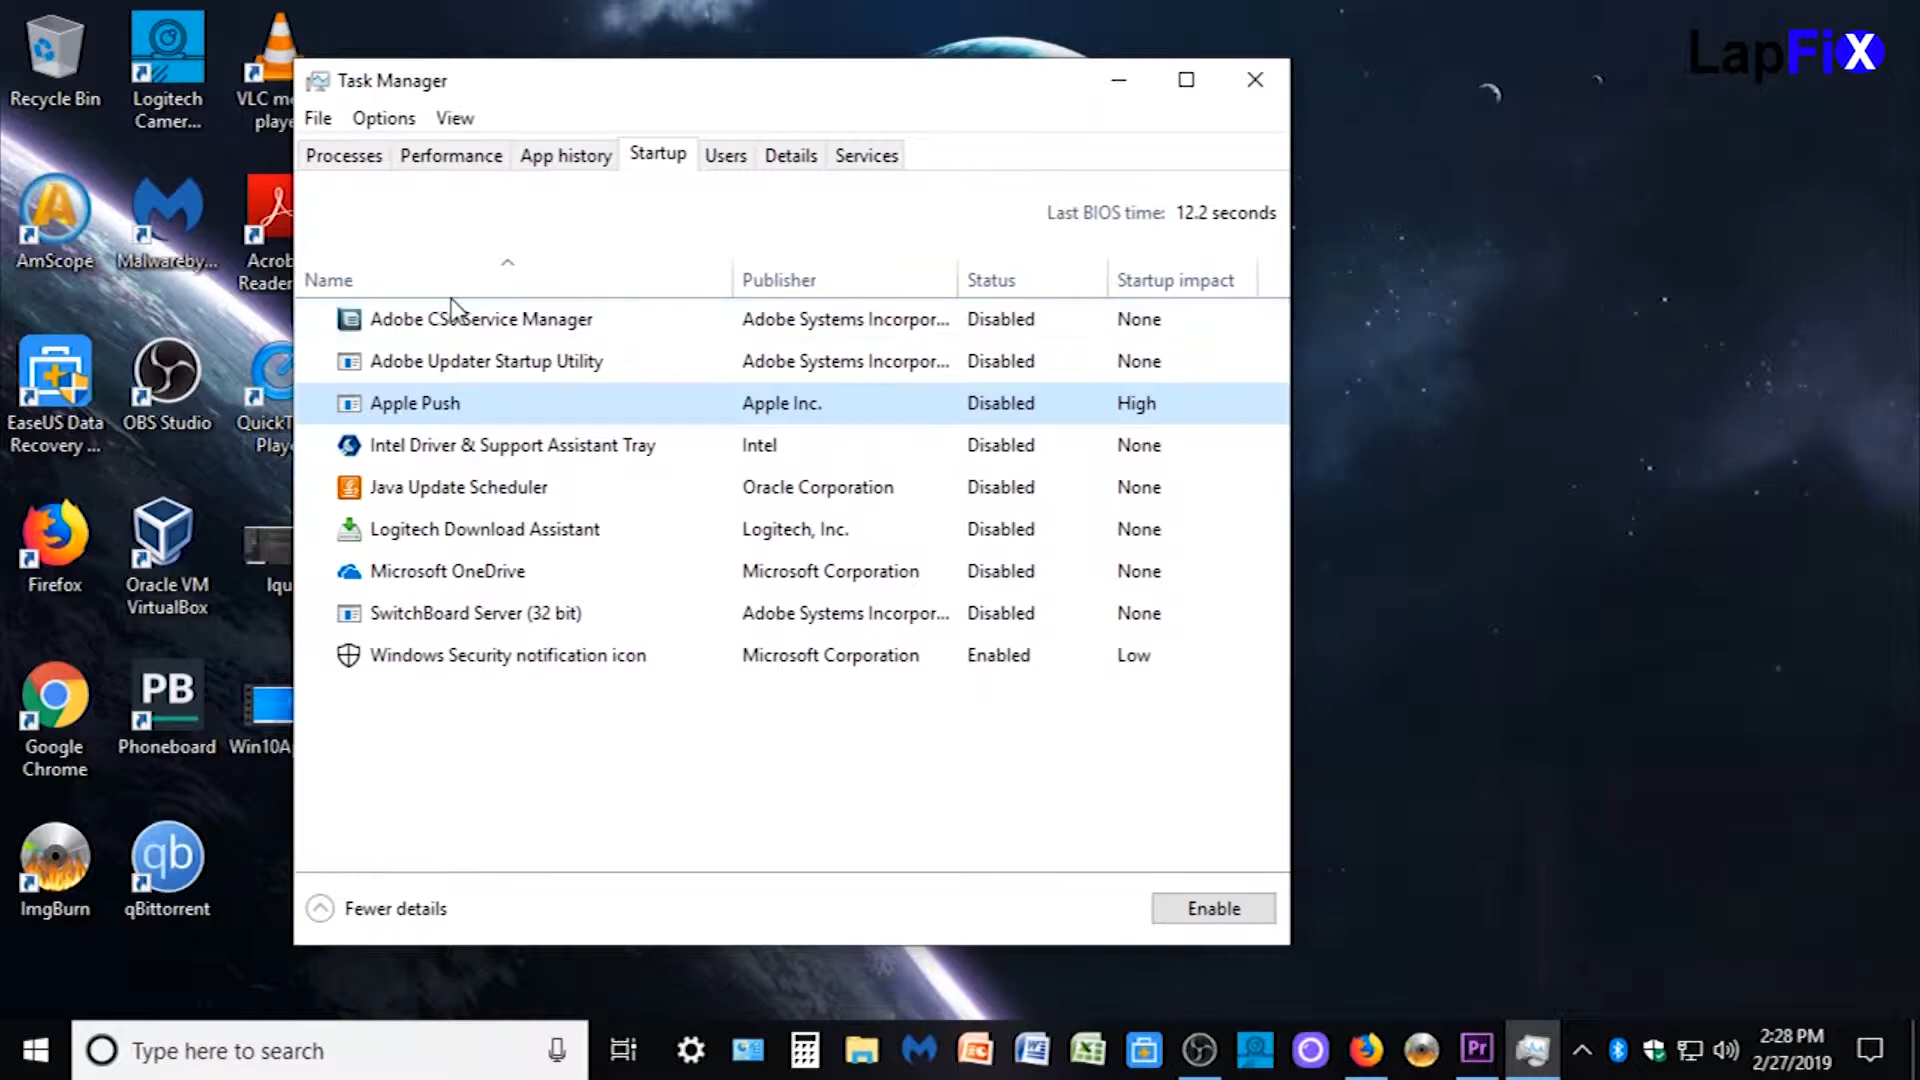 LapFiX
Recycle Bin
Logitech
Camer...
VLC me
playe
AmScope
Malwareby...
Acrob
Reader
EaseUS Data
Recovery ...
OBS Studio
QuickT
Playe
Firefox
Oracle VM
VirtualBox
Iqu
Google
Chrome
PB
Phoneboard
Win10A
ImgBurn
qb
qBittorrent
Task Manager
File Options View
Processes Performance App history Startup Users Details Services
Last BIOS time: 12.2 seconds
Name Publisher Status Startup impact
Adobe CS Service Manager Adobe Systems Incorpor... Disabled None
Adobe Updater Startup Utility Adobe Systems Incorpor... Disabled None
Apple Push Apple Inc. Disabled High
Intel Driver & Support Assistant Tray Intel Disabled None
Java Update Scheduler Oracle Corporation Disabled None
Logitech Download Assistant Logitech, Inc. Disabled None
Microsoft OneDrive Microsoft Corporation Disabled None
SwitchBoard Server (32 bit) Adobe Systems Incorpor... Disabled None
Windows Security notification icon Microsoft Corporation Enabled Low
Fewer details Enable
Type here to search
Pr
2:28 PM
2/27/2019